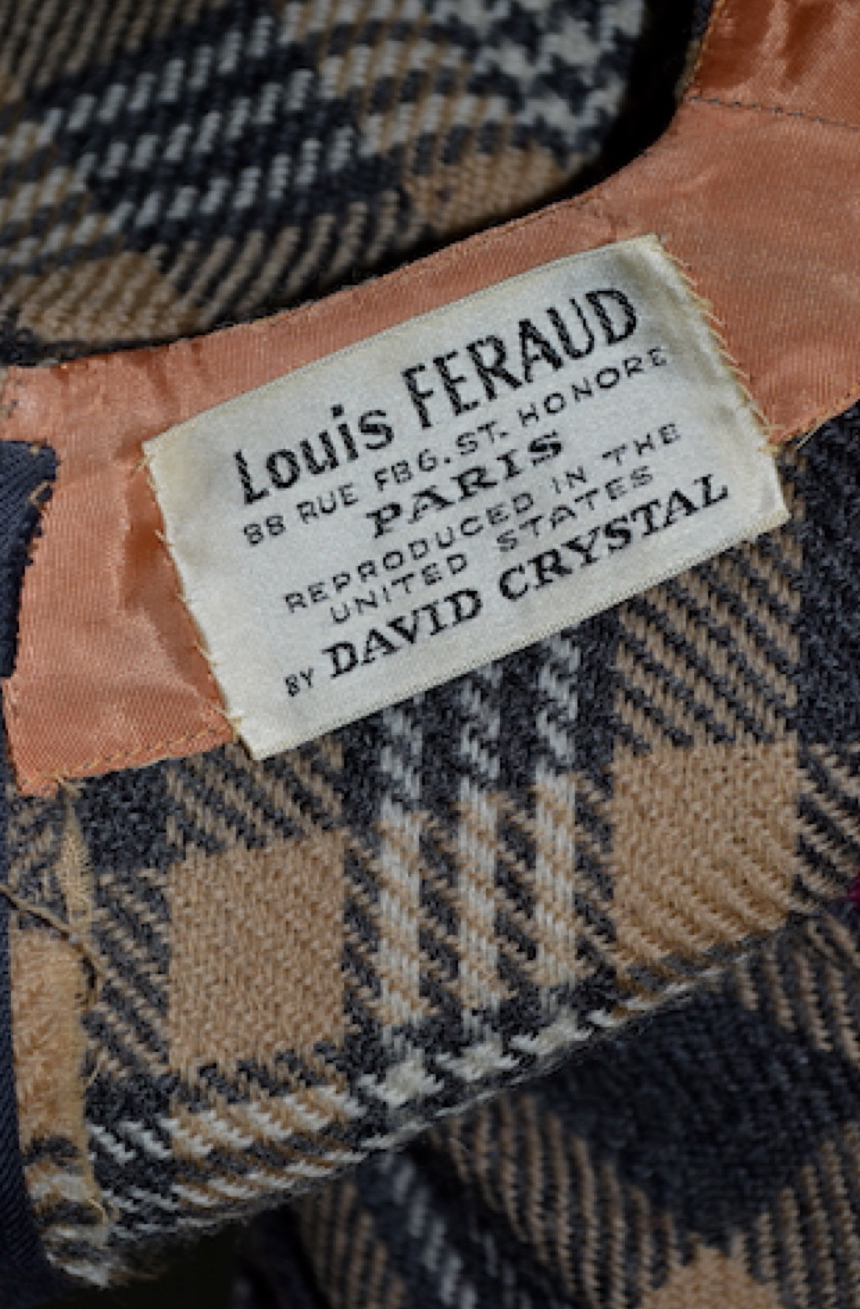 Louis FERAUD
88 RUE FBG. ST. HONORE
PARIS
REPRODUCED IN THE
UNITED STATES
BY DAVID CRYSTAL